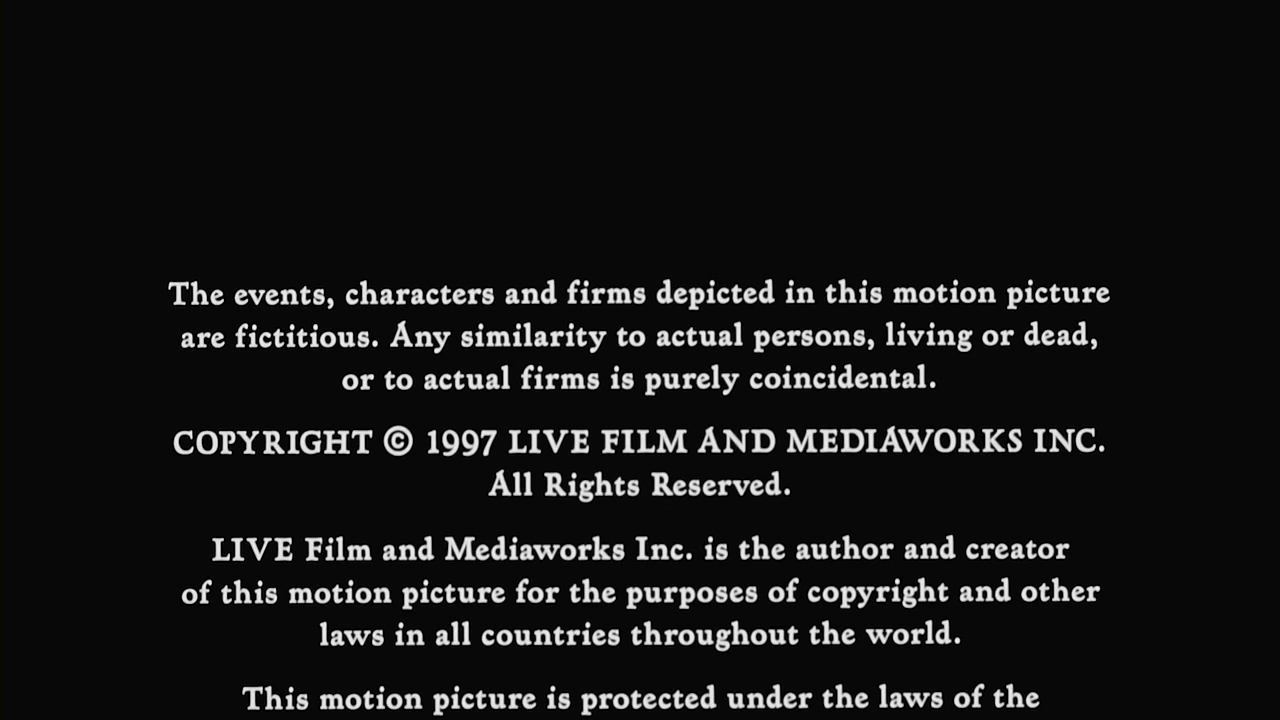 The events, characters and firms depicted in this motion picture
are fictitious. Any similarity to actual persons, living or dead,
or to actual firms is purely coincidental.
COPYRIGHT © 1997 LIVE FILM AND MEDIAWORKS INC.
All Rights Reserved.
LIVE Film and Mediaworks Inc. is the author and creator
of this motion picture for the purposes of copyright and other
laws in all countries throughout the world.
This motion picture is protected under the laws of the